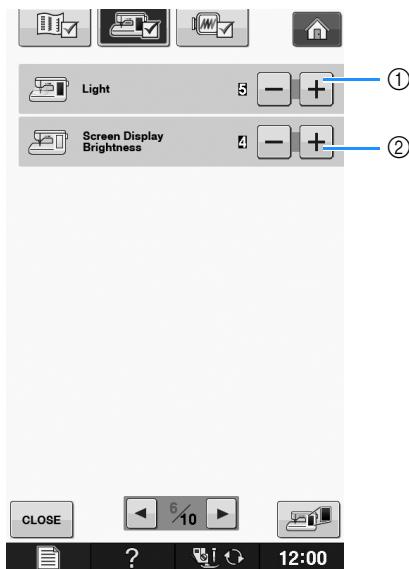 Light 5 − + ①
Screen Display
Brightness 4 − + ②
CLOSE 6/10
? 12:00